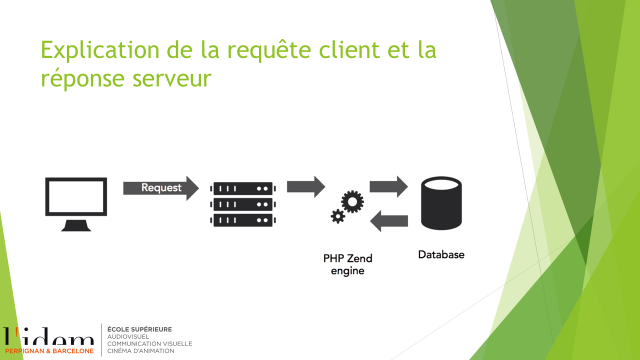 Explication de la requête client et la
réponse serveur
Request
PHP Zend
engine
Database
l'idem
PERPIGNAN & BARCELONE
ÉCOLE SUPÉRIEURE
AUDIOVISUEL
COMMUNICATION VISUELLE
CINÉMA D'ANIMATION